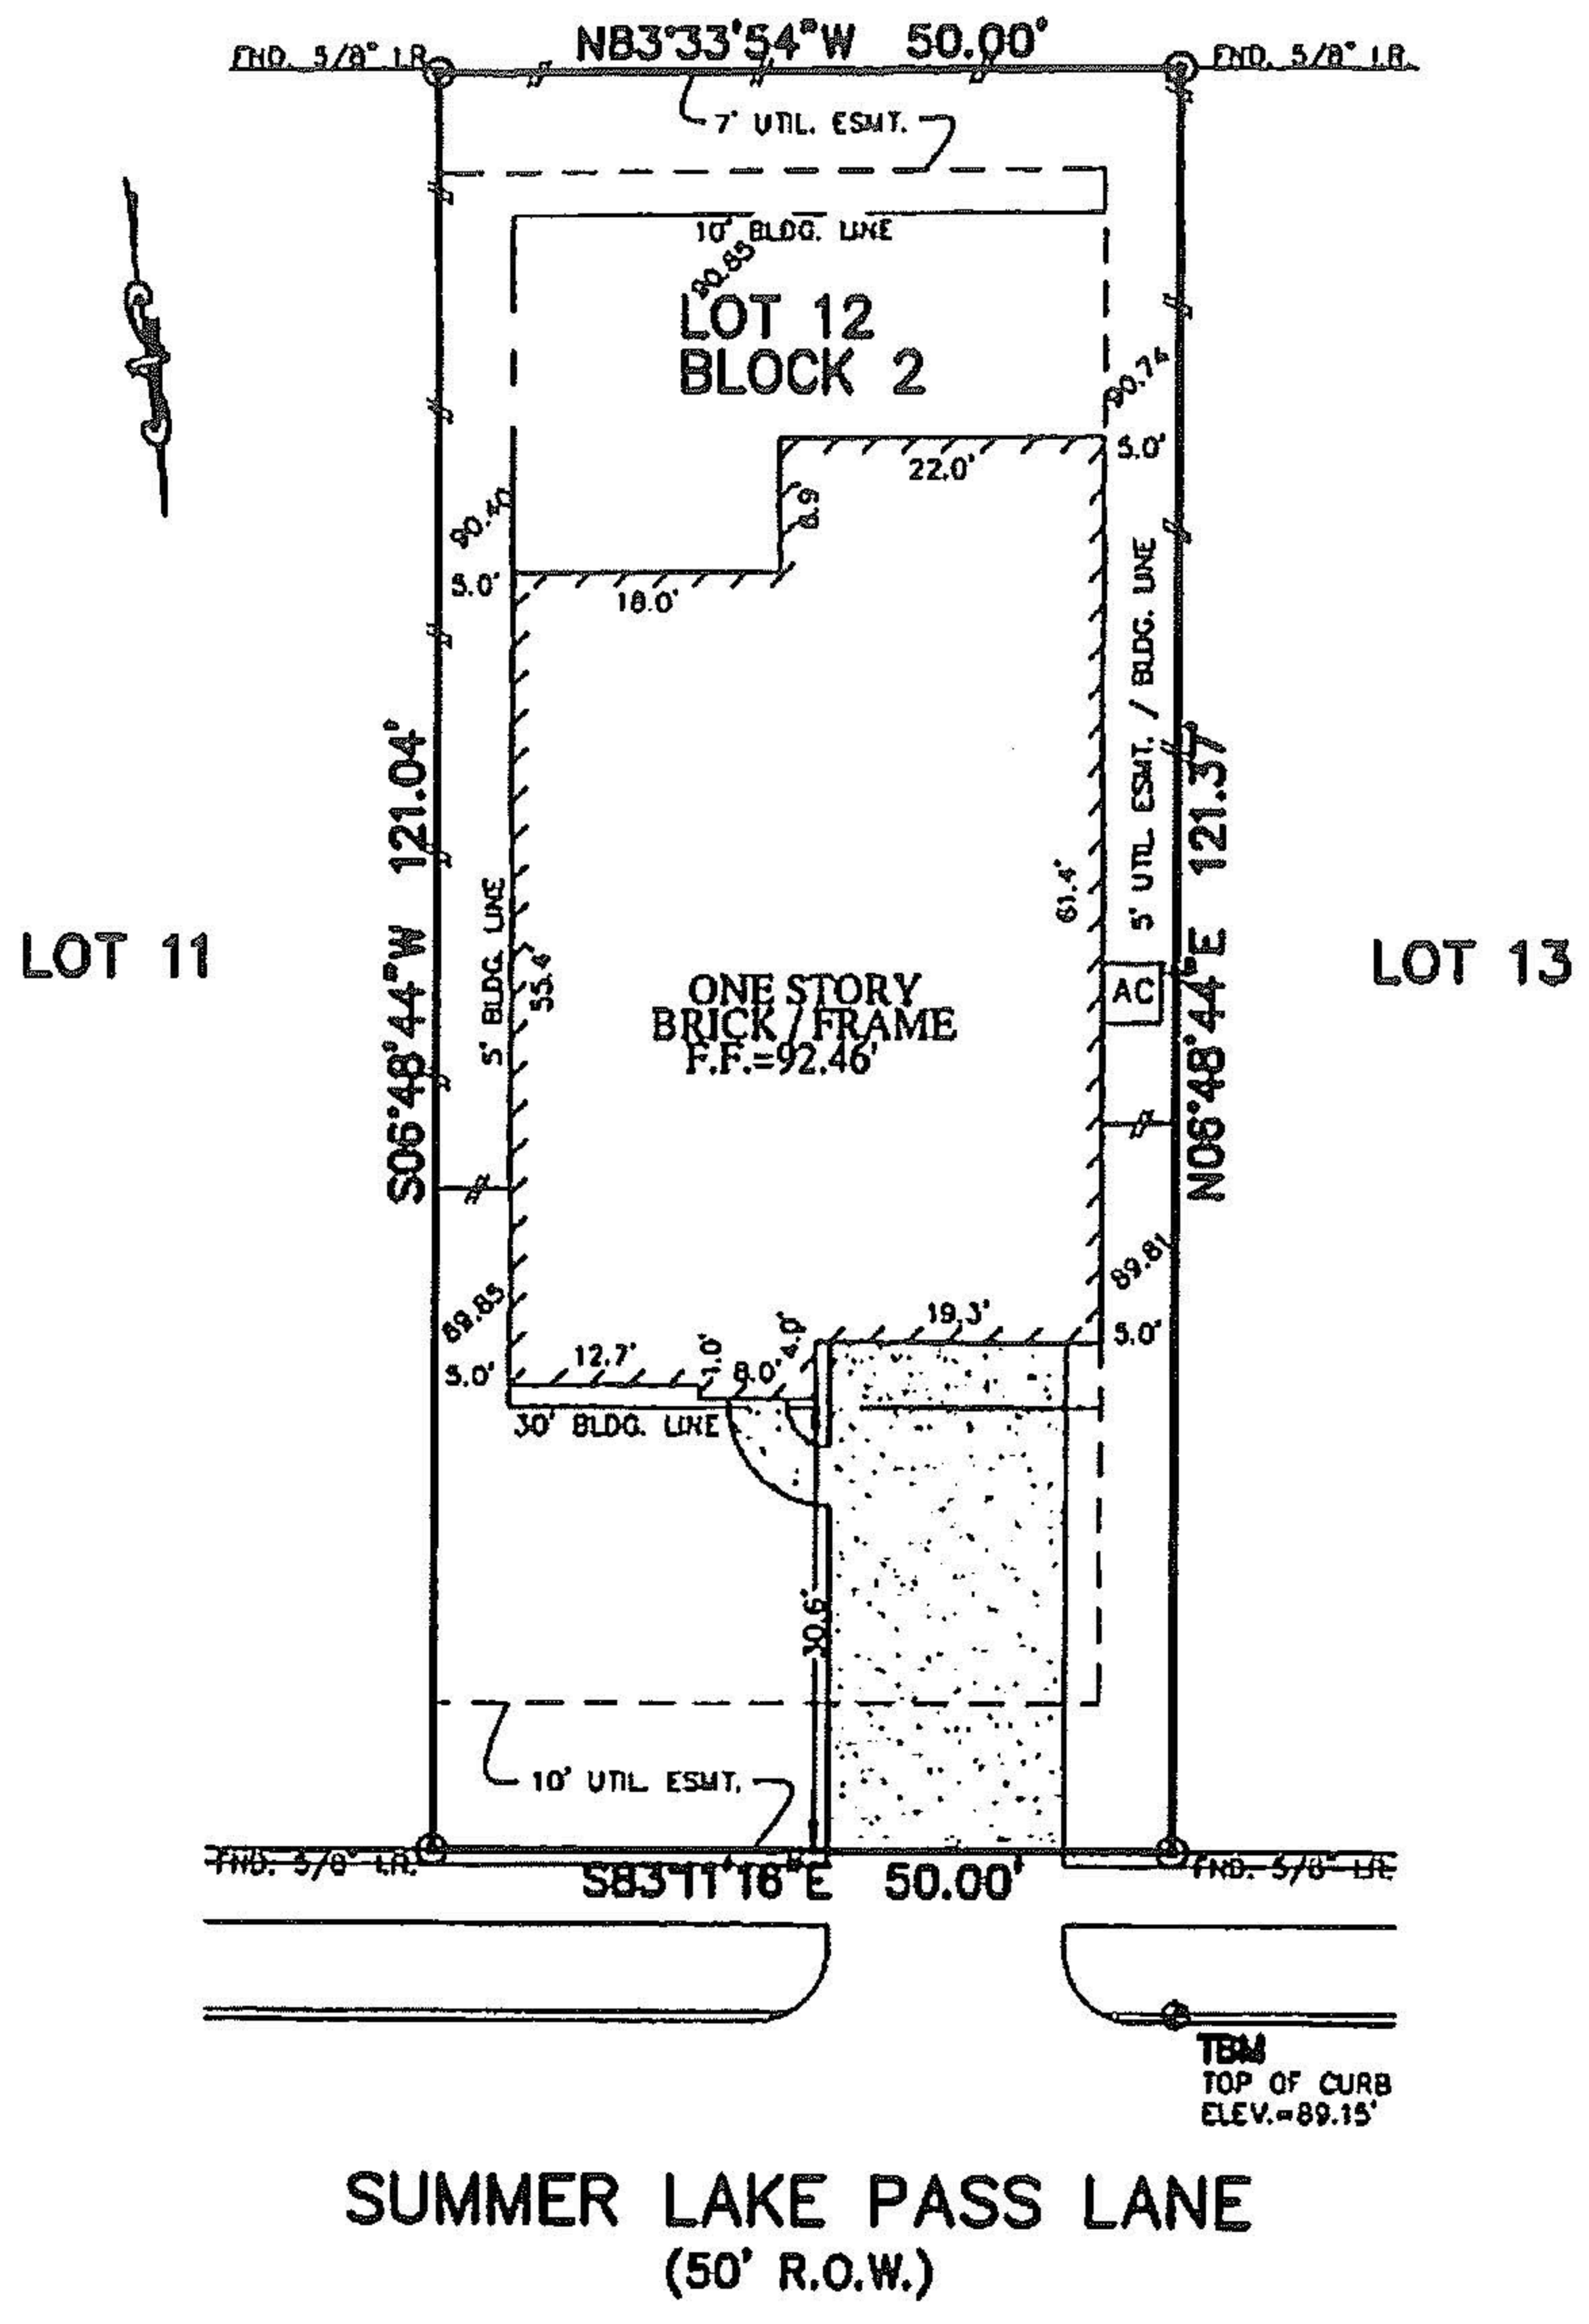 N83°33'54"W 50.00'
FND. 5/8" I.R.
FND. 5/8" I.R.
7' UTIL. ESMT.
10' BLDG. LINE
90.85
LOT 12
BLOCK 2
5.0'
22.0'
8.9
5.0'
18.0'
5' UTIL ESMT. / BLDG. LINE
S06°48'44"W 121.04'
N06°48'44"E 121.37'
61.4'
5' BLDG. LINE
55.4'
LOT 11
LOT 13
AC
ONE STORY
BRICK / FRAME
F.F.=92.46'
89.81
89.85
19.3'
5.0'
12.7'
1.0'
8.0'
4.0'
5.0'
30' BLDG. LINE
30.6'
10' UTIL ESMT.
FND. 5/8" I.R.
FND. 5/8" I.R.
S83°11'16"E 50.00'
TBM
TOP OF CURB
ELEV.=89.15'
SUMMER LAKE PASS LANE
(50' R.O.W.)